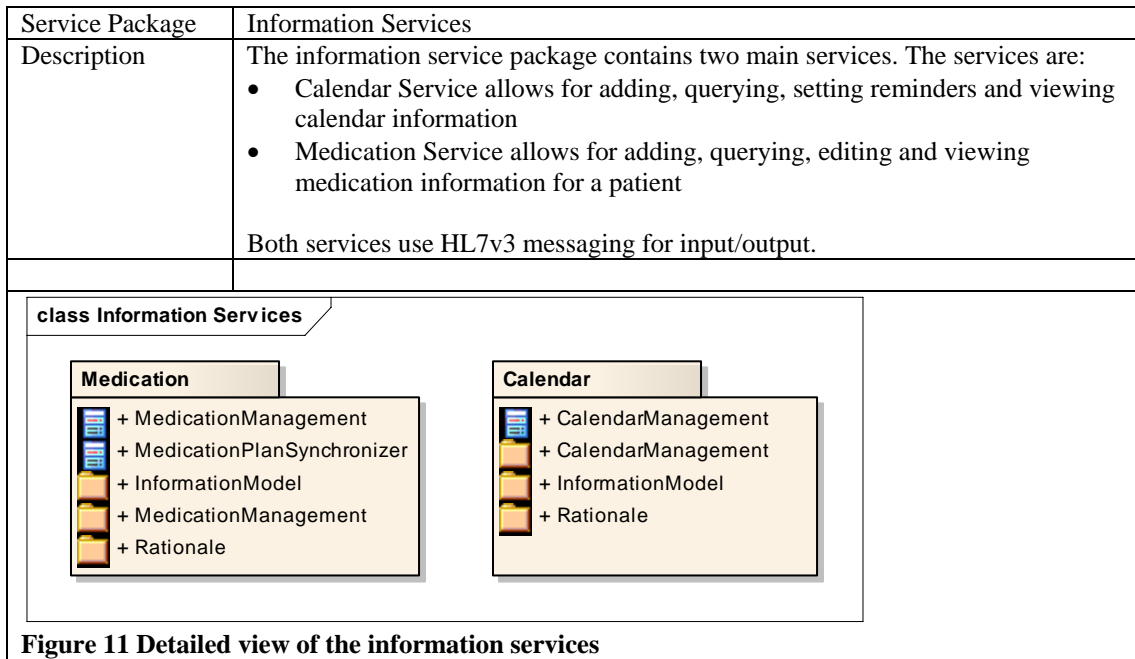 Service Package
Information Services
Description
The information service package contains two main services. The services are:
• Calendar Service allows for adding, querying, setting reminders and viewing
calendar information
• Medication Service allows for adding, querying, editing and viewing
medication information for a patient
Both services use HL7v3 messaging for input/output.
class Information Services
Medication
+ MedicationManagement
+ MedicationPlanSynchronizer
+ InformationModel
+ MedicationManagement
+ Rationale
Calendar
+ CalendarManagement
+ CalendarManagement
+ InformationModel
+ Rationale
Figure 11 Detailed view of the information services